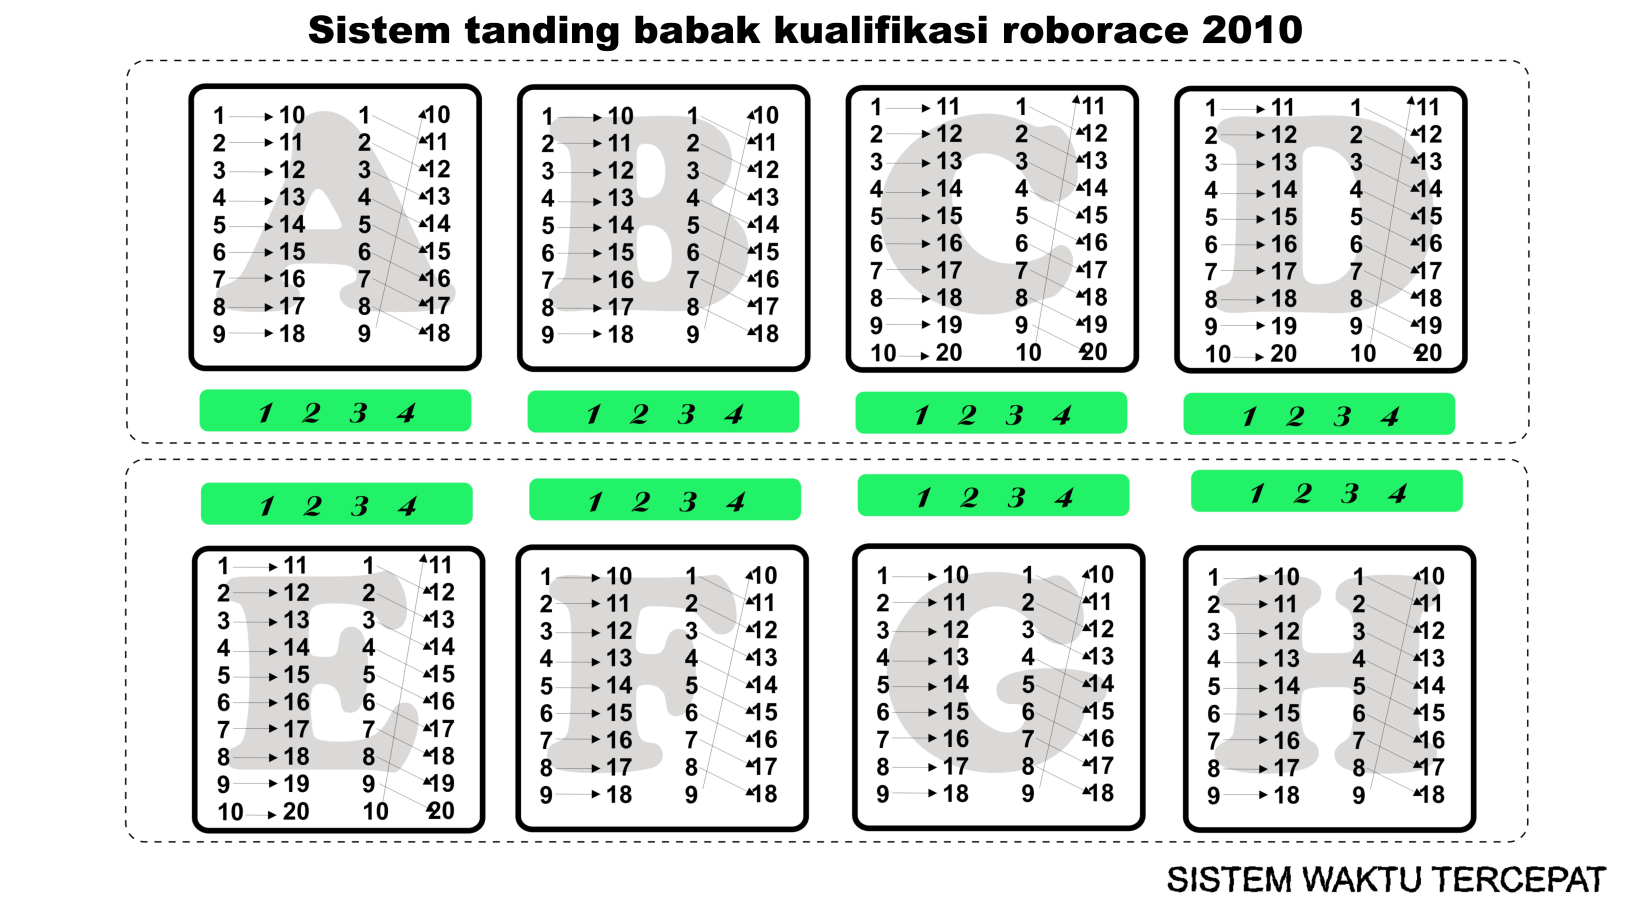 Sistem tanding babak kualifikasi roborace 2010
A
1 10 1 10
2 11 2 11
3 12 3 12
4 13 4 13
5 14 5 14
6 15 6 15
7 16 7 16
8 17 8 17
9 18 9 18
1 2 3 4
B
1 10 1 10
2 11 2 11
3 12 3 12
4 13 4 13
5 14 5 14
6 15 6 15
7 16 7 16
8 17 8 17
9 18 9 18
1 2 3 4
C
1 11 1 11
2 12 2 12
3 13 3 13
4 14 4 14
5 15 5 15
6 16 6 16
7 17 7 17
8 18 8 18
9 19 9 19
10 20 10 20
1 2 3 4
D
1 11 1 11
2 12 2 12
3 13 3 13
4 14 4 14
5 15 5 15
6 16 6 16
7 17 7 17
8 18 8 18
9 19 9 19
10 20 10 20
1 2 3 4
1 2 3 4
E
1 11 1 11
2 12 2 12
3 13 3 13
4 14 4 14
5 15 5 15
6 16 6 16
7 17 7 17
8 18 8 18
9 19 9 19
10 20 10 20
1 2 3 4
F
1 10 1 10
2 11 2 11
3 12 3 12
4 13 4 13
5 14 5 14
6 15 6 15
7 16 7 16
8 17 8 17
9 18 9 18
1 2 3 4
G
1 10 1 10
2 11 2 11
3 12 3 12
4 13 4 13
5 14 5 14
6 15 6 15
7 16 7 16
8 17 8 17
9 18 9 18
1 2 3 4
H
1 10 1 10
2 11 2 11
3 12 3 12
4 13 4 13
5 14 5 14
6 15 6 15
7 16 7 16
8 17 8 17
9 18 9 18
SISTEM WAKTU TERCEPAT